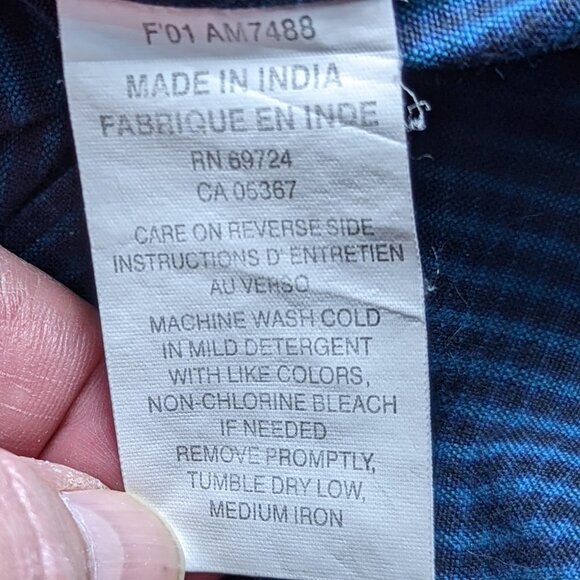 F'01 AM7488
MADE IN INDIA
FABRIQUE EN INDE
RN 69724
CA 05367
CARE ON REVERSE SIDE
INSTRUCTIONS D'ENTRETIEN
AU VERSO
MACHINE WASH COLD
IN MILD DETERGENT
WITH LIKE COLORS,
NON-CHLORINE BLEACH
IF NEEDED
REMOVE PROMPTLY,
TUMBLE DRY LOW,
MEDIUM IRON